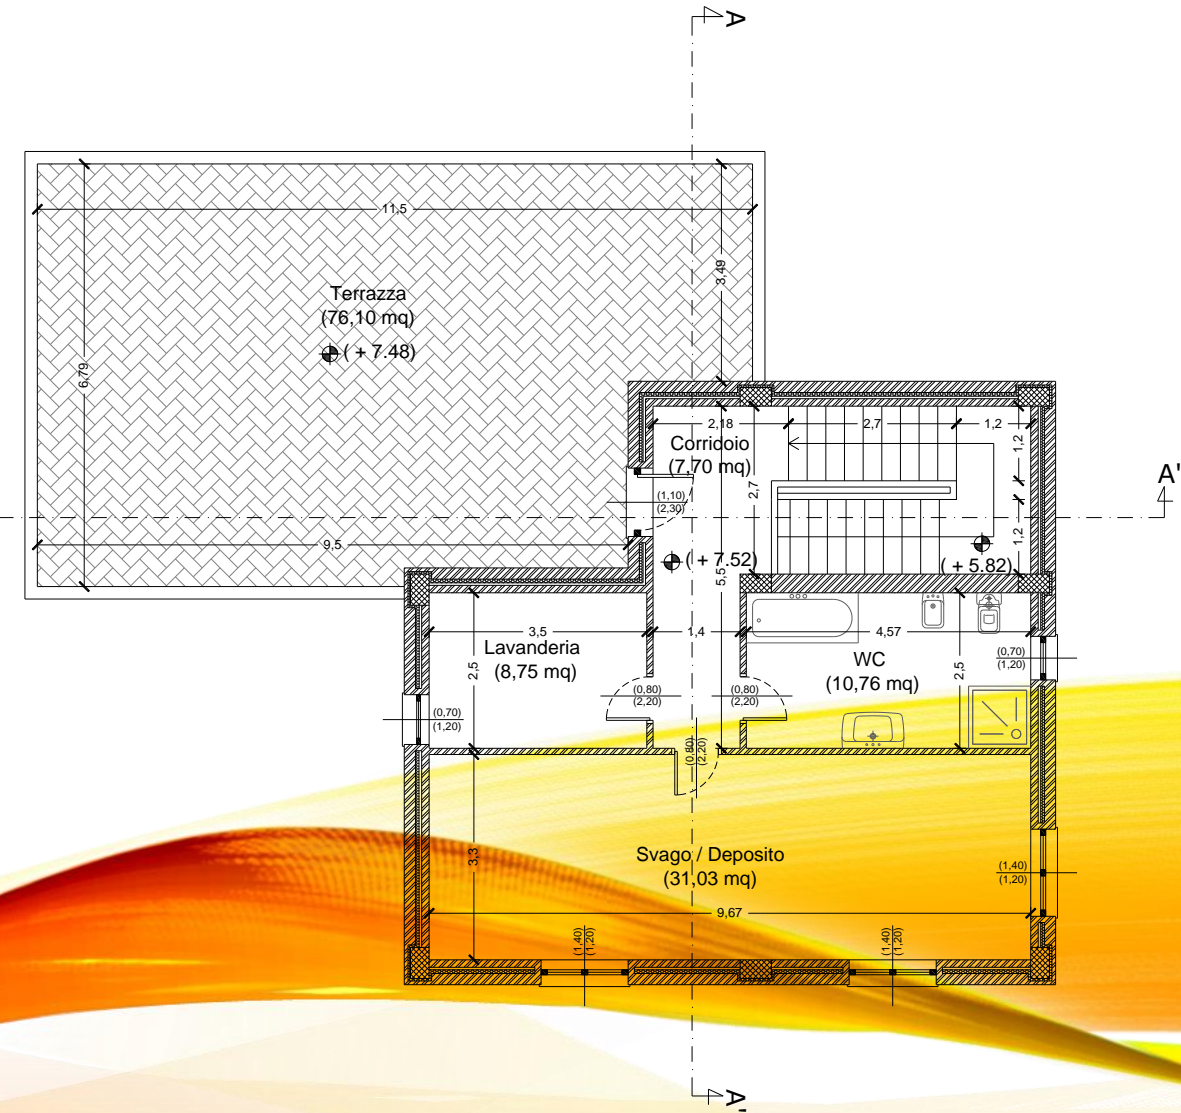 A
11,5
3,49
Terrazza
(76,10 mq)
( + 7.48)
6,79
9,5
2,18
2,7
1,2
Corridoio
(7,70 mq)
1,2
2,7
(1,10)
(2,30)
1,2
A'
( + 7.52)
( + 5.82)
5,5
3,5
1,4
4,57
Lavanderia
(8,75 mq)
2,5
WC
(10,76 mq)
2,5
(0,70)
(1,20)
(0,80)
(2,20)
(0,80)
(2,20)
(0,70)
(1,20)
(0,80)
(2,20)
3,3
Svago / Deposito
(31,03 mq)
(1,40)
(1,20)
9,67
(1,40)
(1,20)
(1,40)
(1,20)
A'